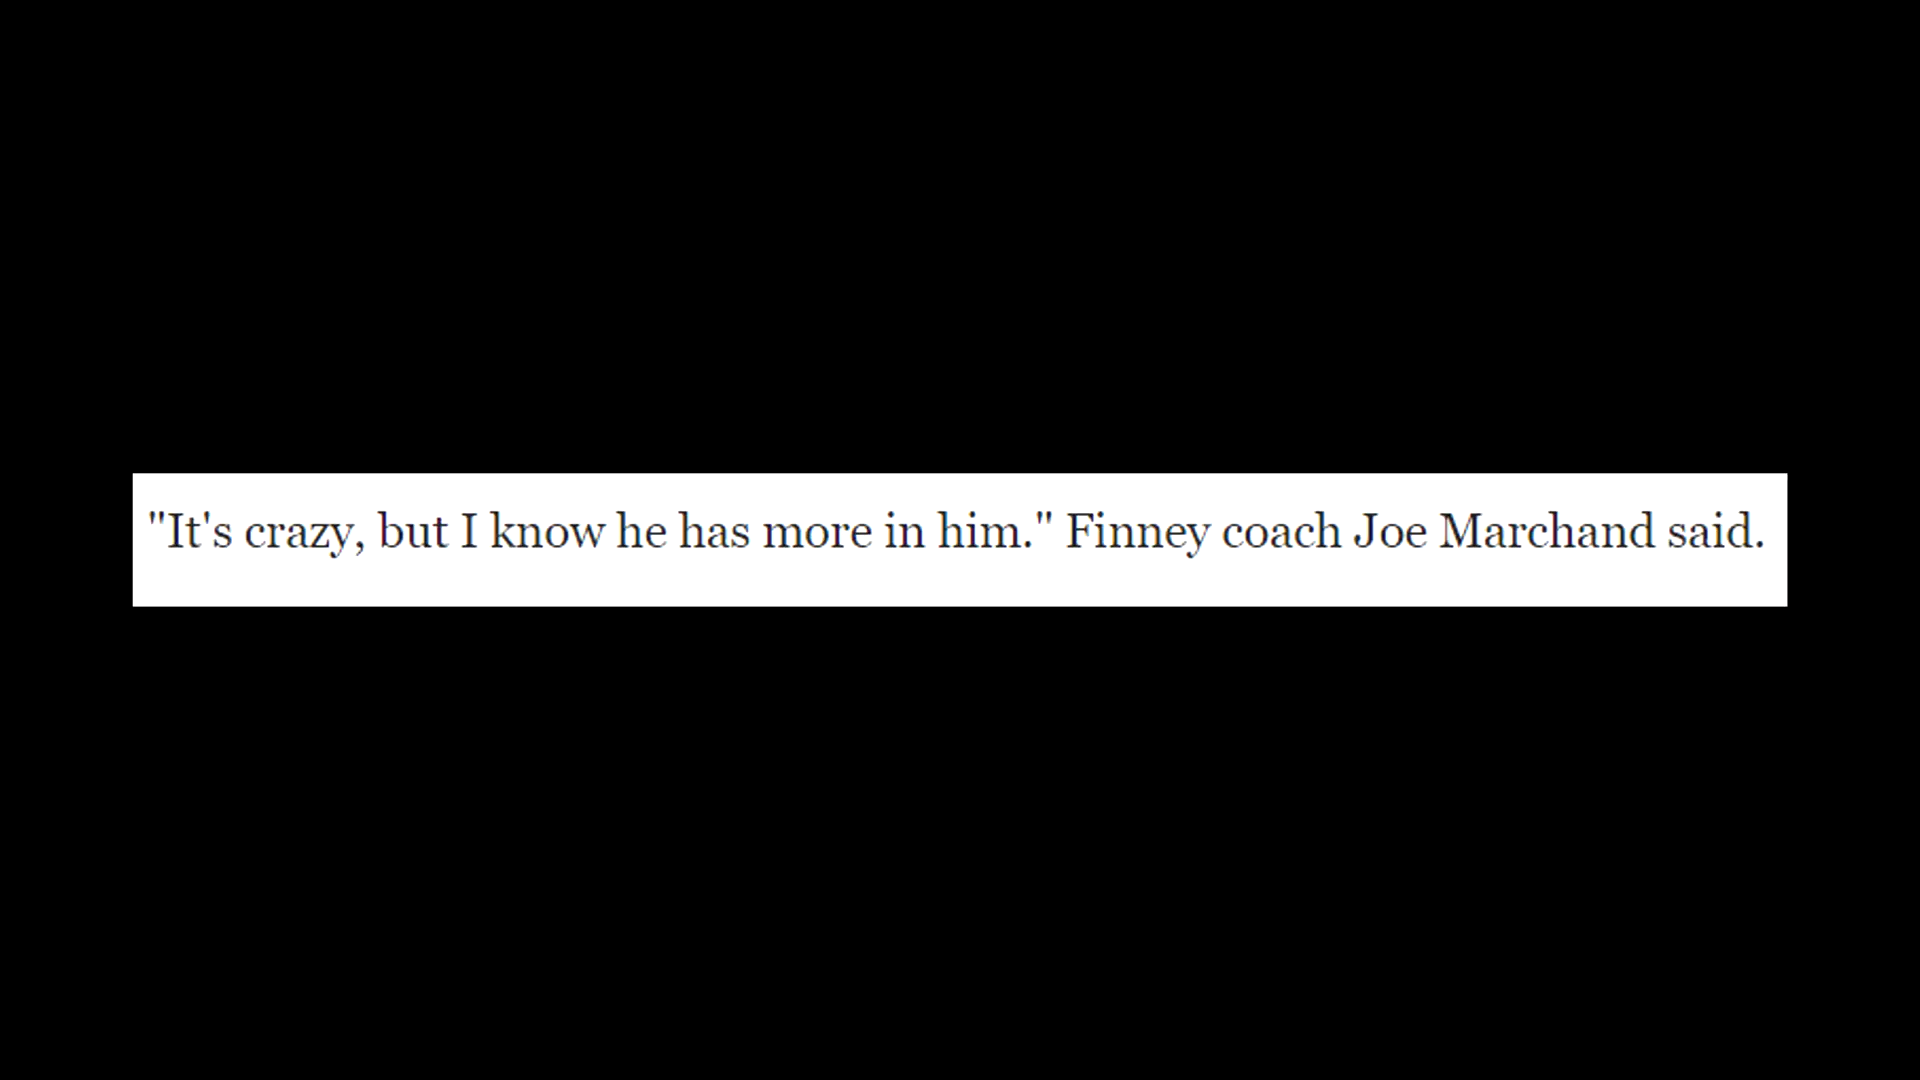 "It's crazy, but I know he has more in him." Finney coach Joe Marchand said.